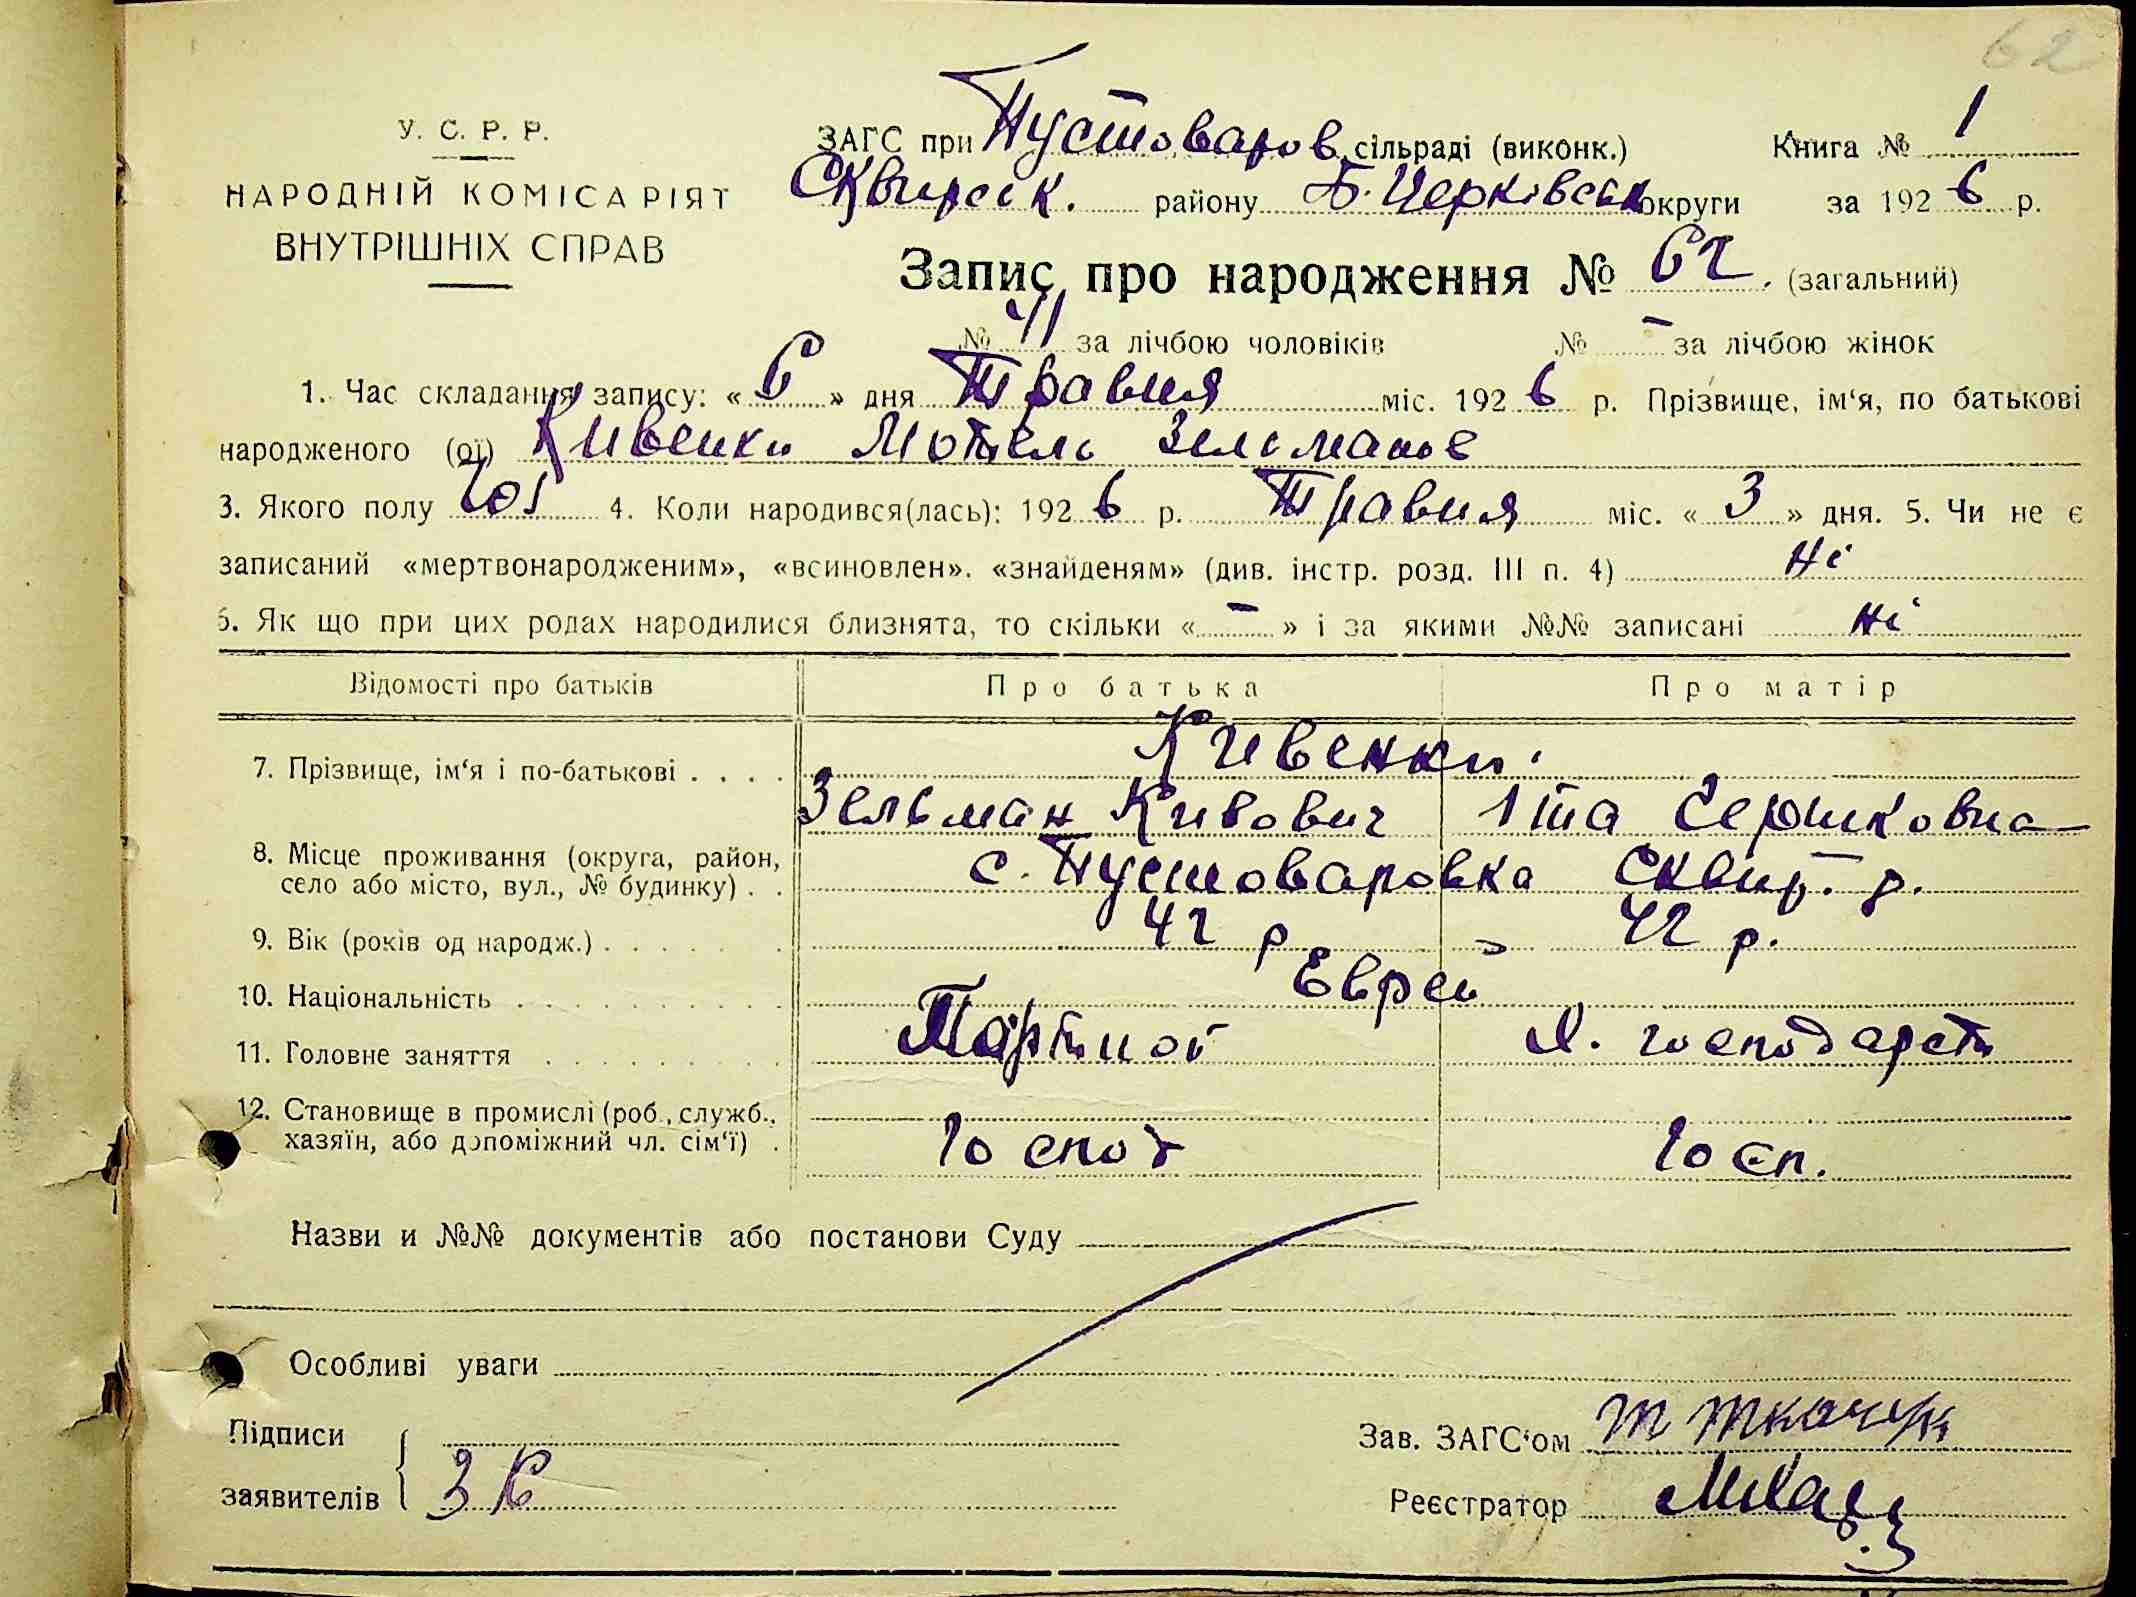 62
У. С. Р. Р.
НАРОДНІЙ КОМІСАРІЯТ
ВНУТРІШНІХ СПРАВ
ЗАГС при Пустоваров сільраді (виконк.) Книга № 1
Сквирськ. району Б. Церківськ округи за 1926 р.
Запис про народження № 62. (загальний)
№ 41 за лічбою чоловіків № – за лічбою жінок
1. Час складання запису: «6» дня Травня міс. 1926 р. Прізвище, ім‘я, по батькові
народженого (ої) Кивенки Мотель Зельманов
3. Якого полу чол 4. Коли народився(лась): 1926 р. Травня міс. «3» дня. 5. Чи не є
записаний «мертвонародженим», «всиновлен». «знайденям» (див. інстр. розд. III п. 4) Ні
6. Як що при цих родах народилися близнята, то скільки «–» і за якими №№ записані ні
Відомості про батьків Про батька Про матір
7. Прізвище, ім‘я і по-батькові . . . . Кивенки.
Зельман Кивович Іта Сершковна
8. Місце проживання (округа, район,
село або місто, вул., № будинку) . . с. Пустоваровка Сквир. р.
9. Вік (років од народж.) . . . . . 42 р 42 р.
10. Національність . . . . . . . . . . Еврей
11. Головне заняття . . . . . . . . . Портной Д. господарств
12. Становище в промислі (роб., служб.,
хазяїн, або допоміжний чл. сім‘ї) . господ госп.
Назви и №№ документів або постанови Суду
Особливі уваги
Підписи
заявителів З К
Зав. ЗАГС‘ом
Реєстратор